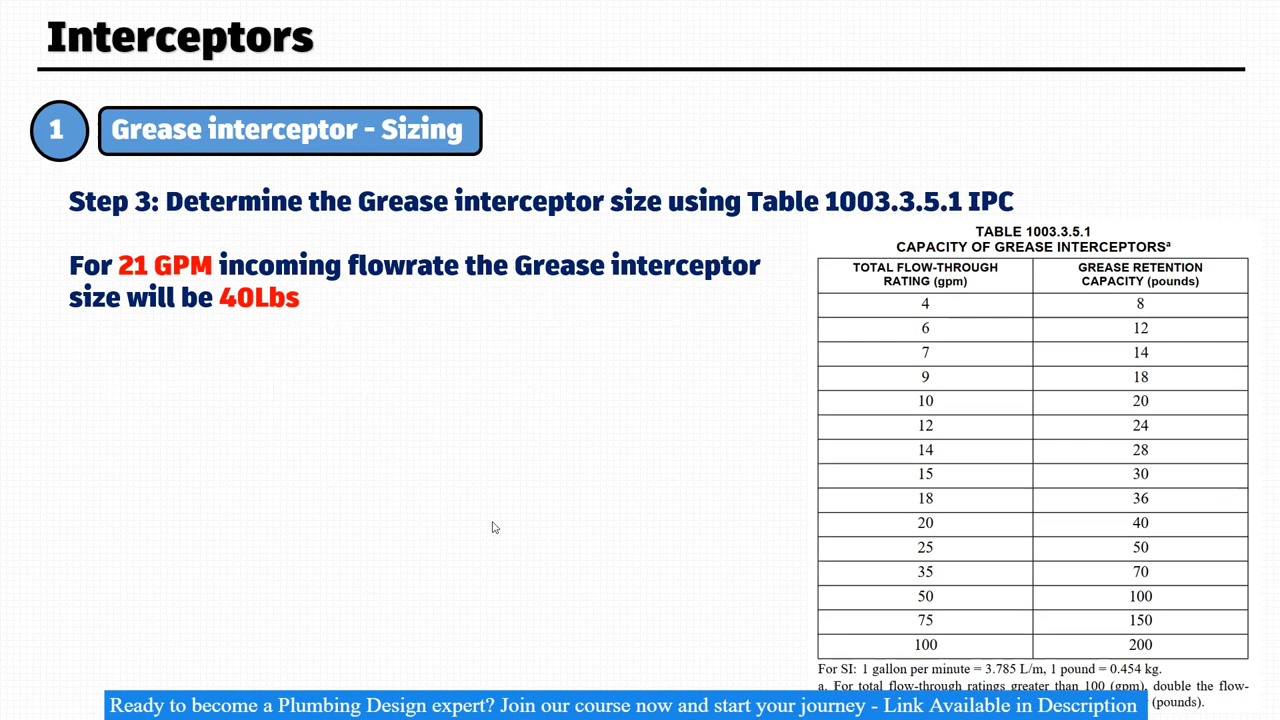 Interceptors
1
Grease interceptor - Sizing
Step 3: Determine the Grease interceptor size using Table 1003.3.5.1 IPC
For 21 GPM incoming flowrate the Grease interceptor
size will be 40Lbs
TABLE 1003.3.5.1
CAPACITY OF GREASE INTERCEPTORSa
TOTAL FLOW-THROUGH RATING (gpm) GREASE RETENTION CAPACITY (pounds)
4 8
6 12
7 14
9 18
10 20
12 24
14 28
15 30
18 36
20 40
25 50
35 70
50 100
75 150
100 200
For SI: 1 gallon per minute = 3.785 L/m, 1 pound = 0.454 kg.
a. For total flow-through ratings greater than 100 (gpm), double the flow-
(pounds).
Ready to become a Plumbing Design expert? Join our course now and start your journey - Link Available in Description